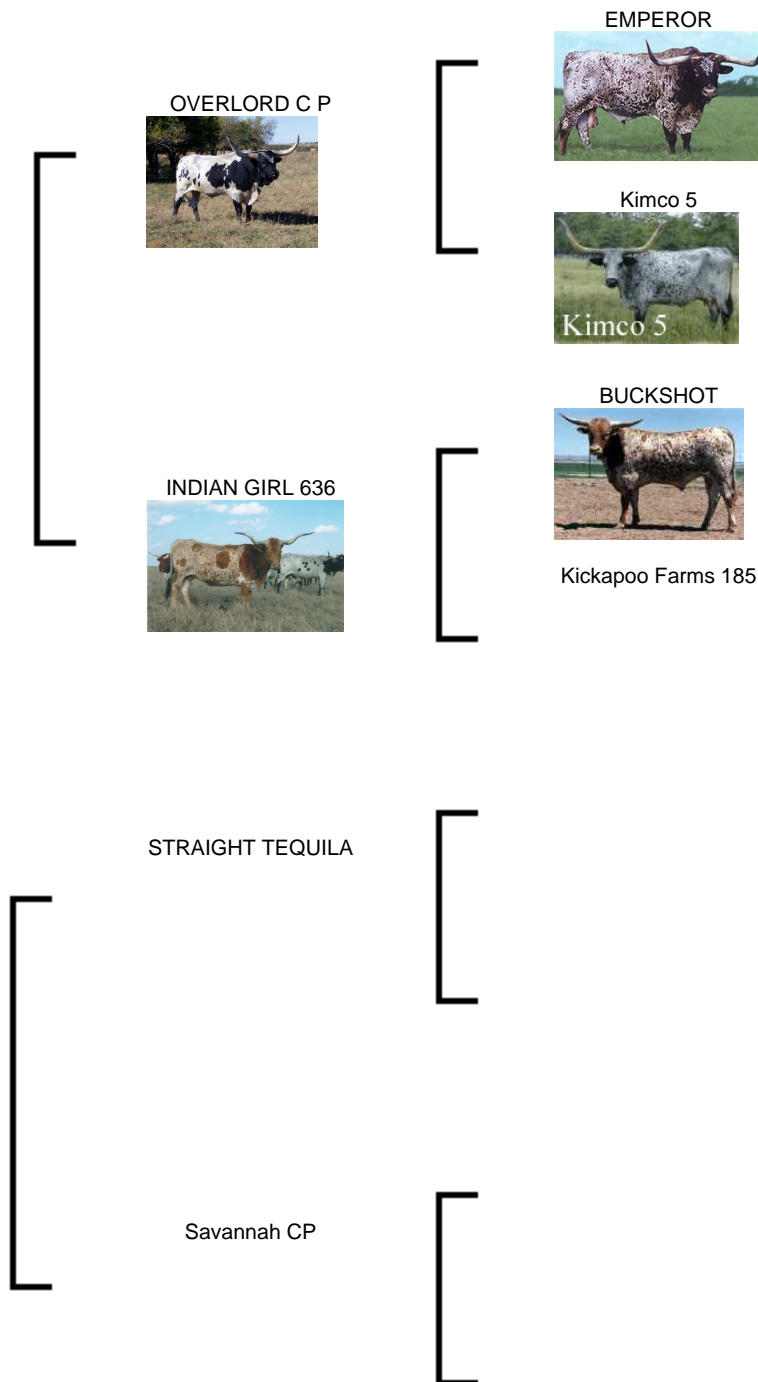 EMPEROR
OVERLORD C P
Kimco 5
Kimco 5
BUCKSHOT
INDIAN GIRL 636
Kickapoo Farms 185
STRAIGHT TEQUILA
Savannah CP